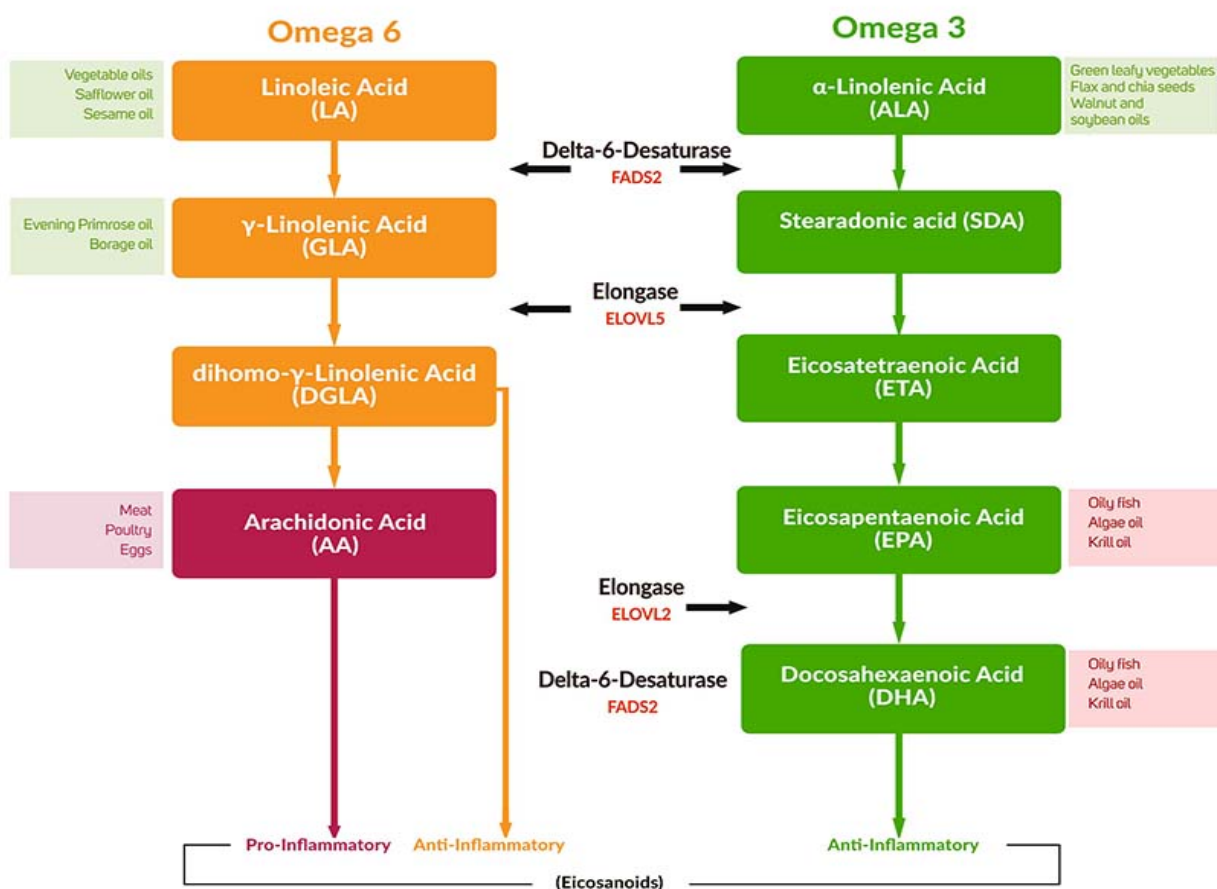 Omega 6
Omega 3
Vegetable oils
Safflower oil
Sesame oil
Linoleic Acid
(LA)
α-Linolenic Acid
(ALA)
Green leafy vegetables
Flax and chia seeds
Walnut and
soybean oils
Delta-6-Desaturase
FADS2
Evening Primrose oil
Borage oil
γ-Linolenic Acid
(GLA)
Stearadonic acid (SDA)
Elongase
ELOVL5
dihomo-γ-Linolenic Acid
(DGLA)
Eicosatetraenoic Acid
(ETA)
Meat
Poultry
Eggs
Arachidonic Acid
(AA)
Eicosapentaenoic Acid
(EPA)
Oily fish
Algae oil
Krill oil
Elongase
ELOVL2
Delta-6-Desaturase
FADS2
Docosahexaenoic Acid
(DHA)
Oily fish
Algae oil
Krill oil
Pro-Inflammatory
Anti-Inflammatory
Anti-Inflammatory
(Eicosanoids)